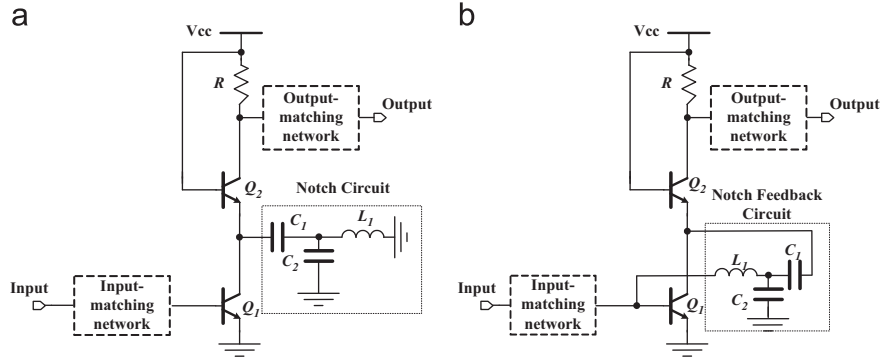 a
Vcc
R
Output-
matching
network
Output
Q2
Notch Circuit
C1
L1
C2
Input
Input-
matching
network
Q1
b
Vcc
R
Output-
matching
network
Output
Q2
Notch Feedback
Circuit
L1
C1
C2
Input
Input-
matching
network
Q1